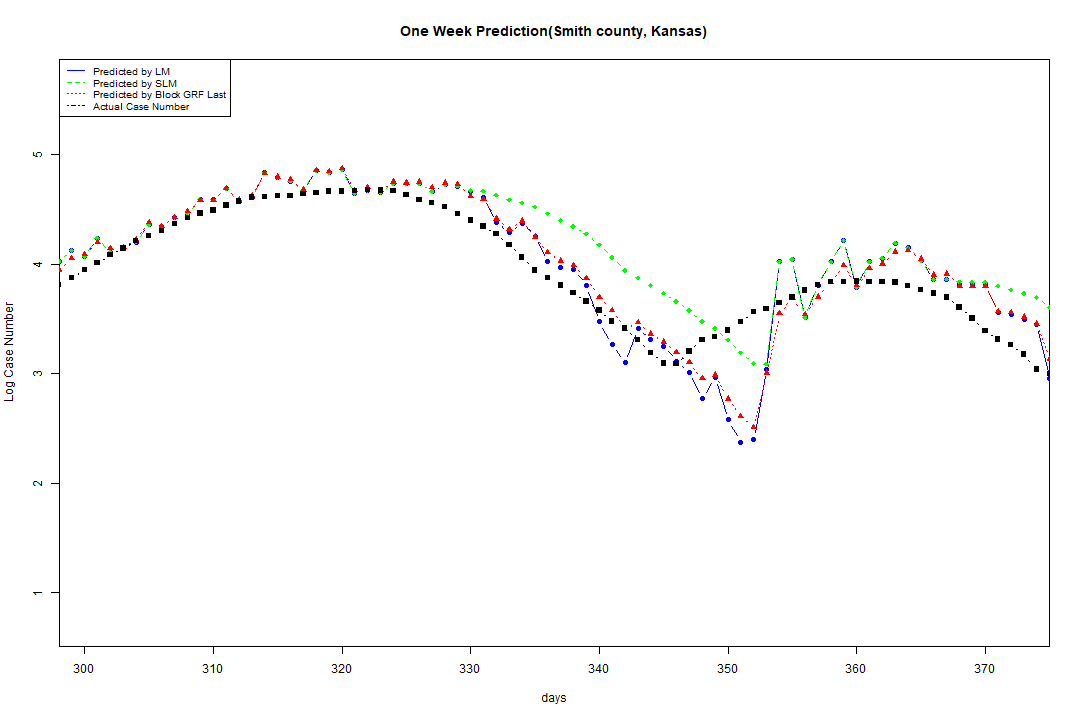 One Week Prediction(Smith county, Kansas)
Predicted by LM
Predicted by SLM
Predicted by Block GRF Last
Actual Case Number
5
4
3
2
1
Log Case Number
300 310 320 330 340 350 360 370
days